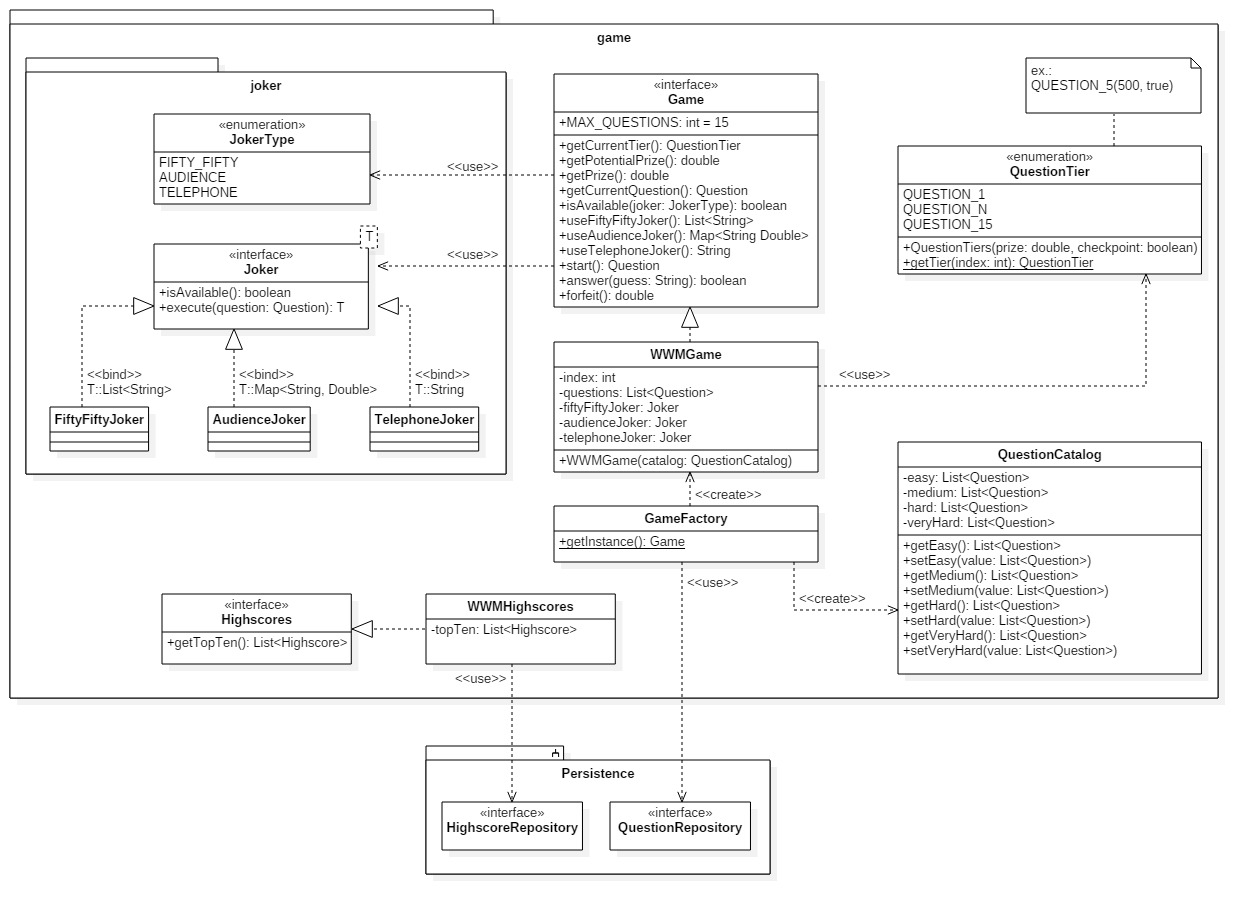 game
joker
«enumeration»
JokerType
FIFTY_FIFTY
AUDIENCE
TELEPHONE
<<use>>
T
«interface»
Joker
+isAvailable(): boolean
+execute(question: Question): T
<<use>>
<<bind>>
T::List<String>
<<bind>>
T::Map<String, Double>
<<bind>>
T::String
FiftyFiftyJoker
AudienceJoker
TelephoneJoker
«interface»
Game
+MAX_QUESTIONS: int = 15
+getCurrentTier(): QuestionTier
+getPotentialPrize(): double
+getPrize(): double
+getCurrentQuestion(): Question
+isAvailable(joker: JokerType): boolean
+useFiftyFiftyJoker(): List<String>
+useAudienceJoker(): Map<String Double>
+useTelephoneJoker(): String
+start(): Question
+answer(guess: String): boolean
+forfeit(): double
ex.:
QUESTION_5(500, true)
«enumeration»
QuestionTier
QUESTION_1
QUESTION_N
QUESTION_15
+QuestionTiers(prize: double, checkpoint: boolean)
+getTier(index: int): QuestionTier
WWMGame
-index: int
-questions: List<Question>
-fiftyFiftyJoker: Joker
-audienceJoker: Joker
-telephoneJoker: Joker
+WWMGame(catalog: QuestionCatalog)
<<use>>
<<create>>
GameFactory
+getInstance(): Game
<<use>>
<<create>>
QuestionCatalog
-easy: List<Question>
-medium: List<Question>
-hard: List<Question>
-veryHard: List<Question>
+getEasy(): List<Question>
+setEasy(value: List<Question>)
+getMedium(): List<Question>
+setMedium(value: List<Question>)
+getHard(): List<Question>
+setHard(value: List<Question>)
+getVeryHard(): List<Question>
+setVeryHard(value: List<Question>)
«interface»
Highscores
+getTopTen(): List<Highscore>
WWMHighscores
-topTen: List<Highscore>
<<use>>
Persistence
«interface»
HighscoreRepository
«interface»
QuestionRepository